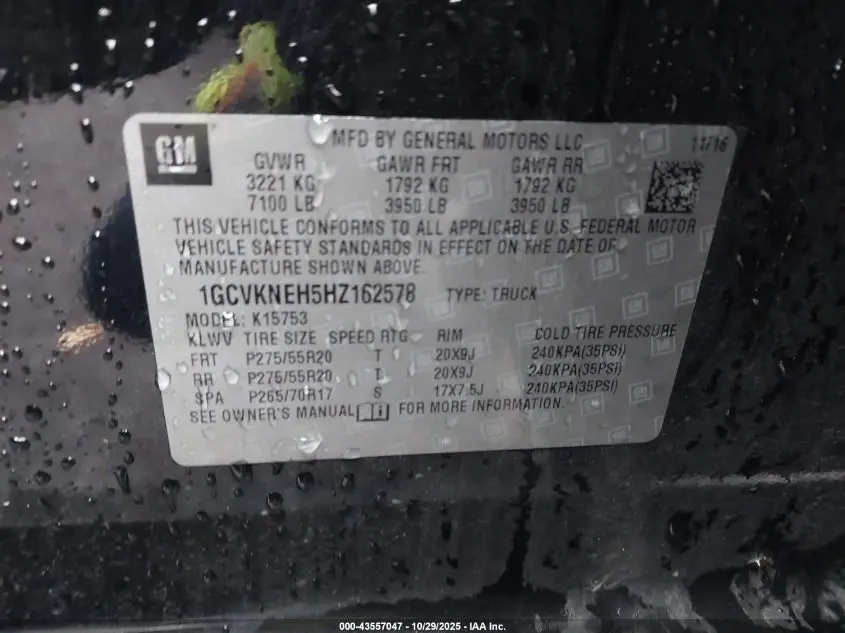 GM
MFD BY GENERAL MOTORS LLC 11/16
GVWR GAWR FRT GAWR RR
3221 KG 1792 KG 1792 KG
7100 LB 3950 LB 3950 LB
THIS VEHICLE CONFORMS TO ALL APPLICABLE U.S. FEDERAL MOTOR
VEHICLE SAFETY STANDARDS IN EFFECT ON THE DATE OF
MANUFACTURE SHOWN ABOVE.
1GCVKNEH5HZ162578 TYPE: TRUCK
MODEL: K15753
KLWV TIRE SIZE SPEED RTG RIM COLD TIRE PRESSURE
FRT P275/55R20 T 20X9J 240KPA(35PSI)
RR P275/55R20 T 20X9J 240KPA(35PSI)
SPA P265/70R17 S 17X7.5J 240KPA(35PSI)
SEE OWNER'S MANUAL FOR MORE INFORMATION.
000-43557047 - 10/29/2025 - IAA Inc.